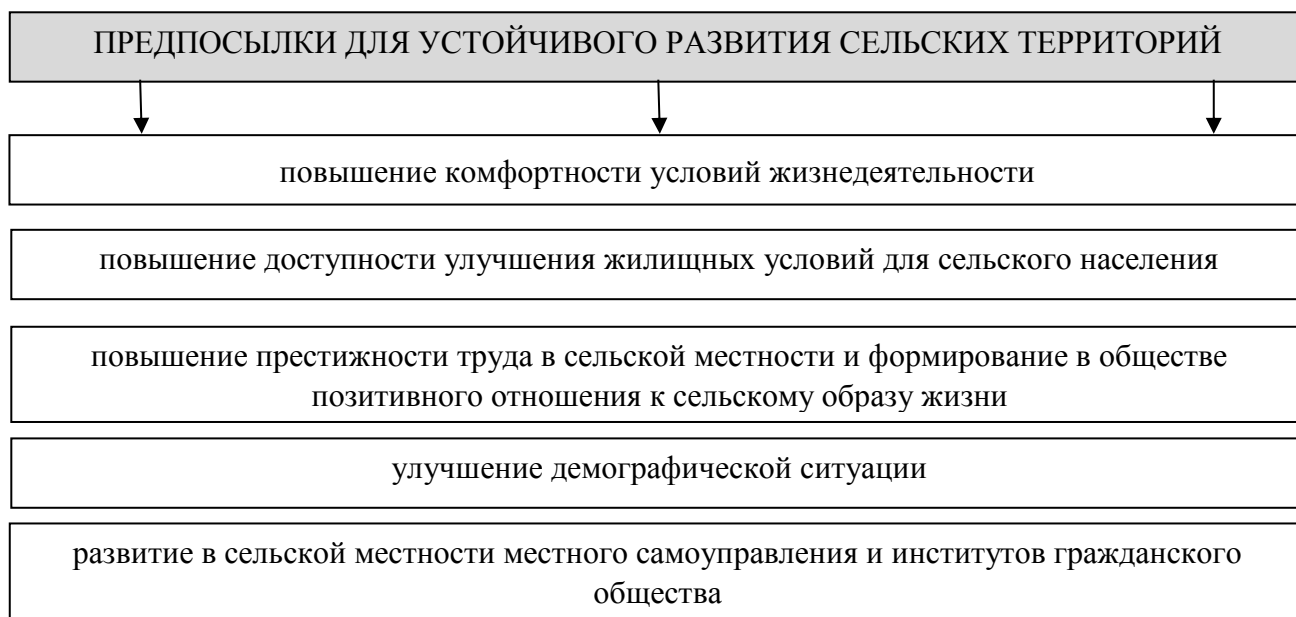 ПРЕДПОСЫЛКИ ДЛЯ УСТОЙЧИВОГО РАЗВИТИЯ СЕЛЬСКИХ ТЕРРИТОРИЙ
повышение комфортности условий жизнедеятельности
повышение доступности улучшения жилищных условий для сельского населения
повышение престижности труда в сельской местности и формирование в обществе
позитивного отношения к сельскому образу жизни
улучшение демографической ситуации
развитие в сельской местности местного самоуправления и институтов гражданского
общества